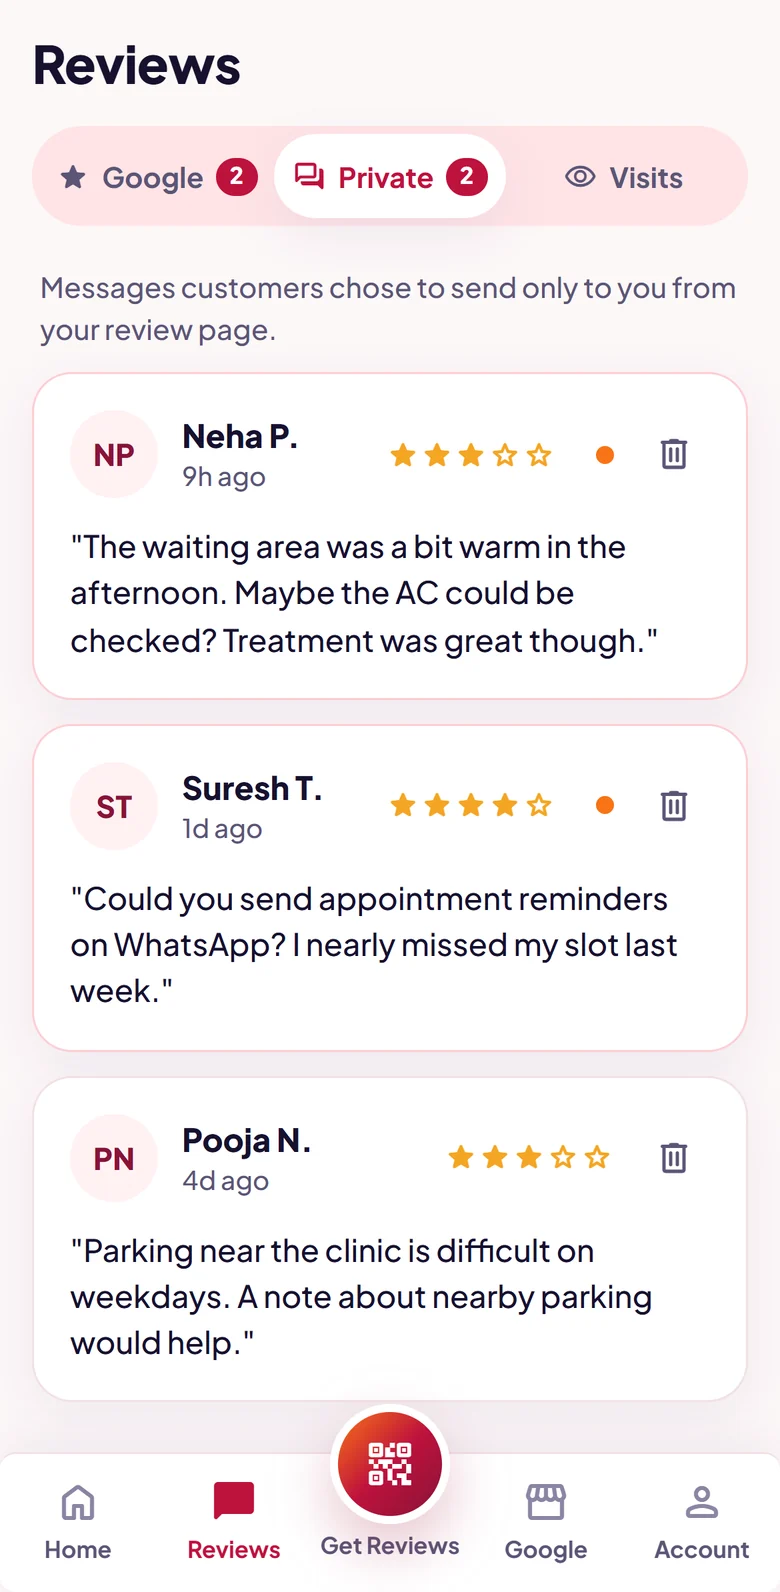 Reviews
Google 2 Private 2 Visits
Messages customers chose to send only to you from
your review page.
NP
Neha P.
9h ago
"The waiting area was a bit warm in the
afternoon. Maybe the AC could be
checked? Treatment was great though."
ST
Suresh T.
1d ago
"Could you send appointment reminders
on WhatsApp? I nearly missed my slot last
week."
PN
Pooja N.
4d ago
"Parking near the clinic is difficult on
weekdays. A note about nearby parking
would help."
Home Reviews Get Reviews Google Account